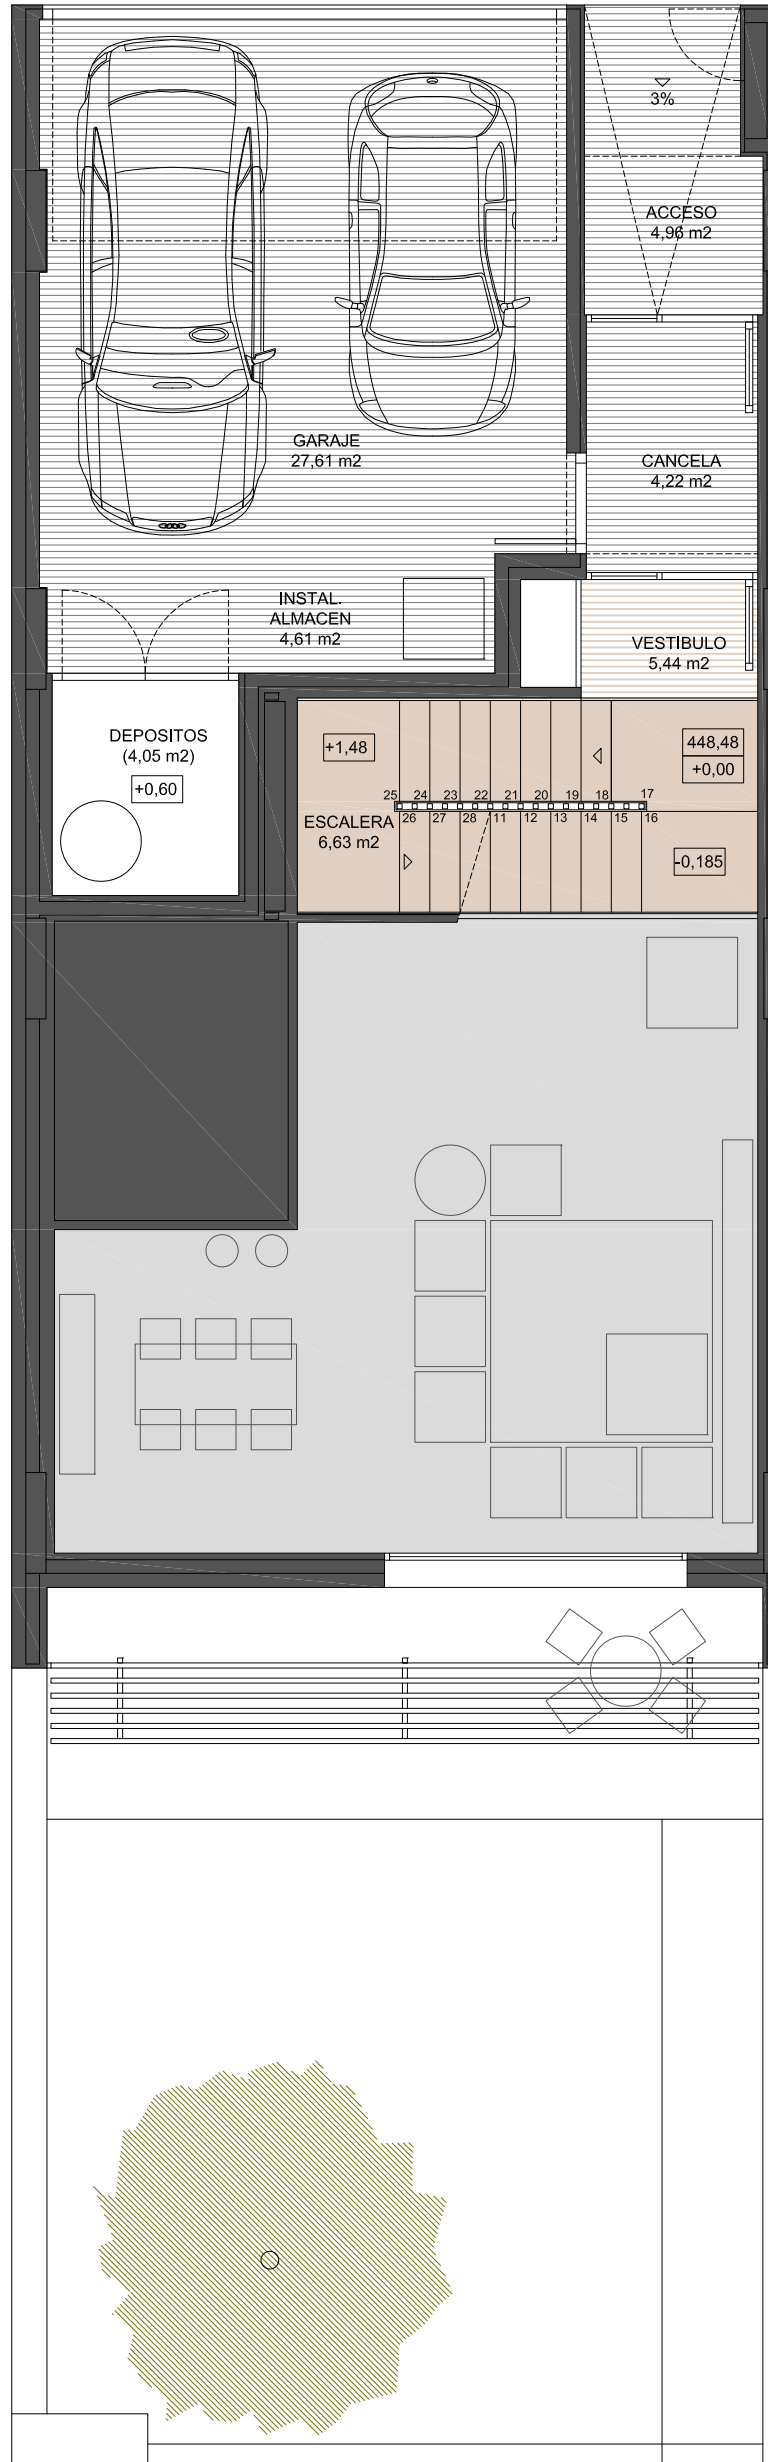 3%
ACCESO
4,96 m2
GARAJE
27,61 m2
CANCELA
4,22 m2
INSTAL.
ALMACEN
4,61 m2
VESTÍBULO
5,44 m2
DEPOSITOS
(4,05 m2)
+0,60
+1,48
448,48
+0,00
25 24 23 22 21 20 19 18 17
ESCALERA
6,63 m2
26 27 28 11 12 13 14 15 16
-0,185